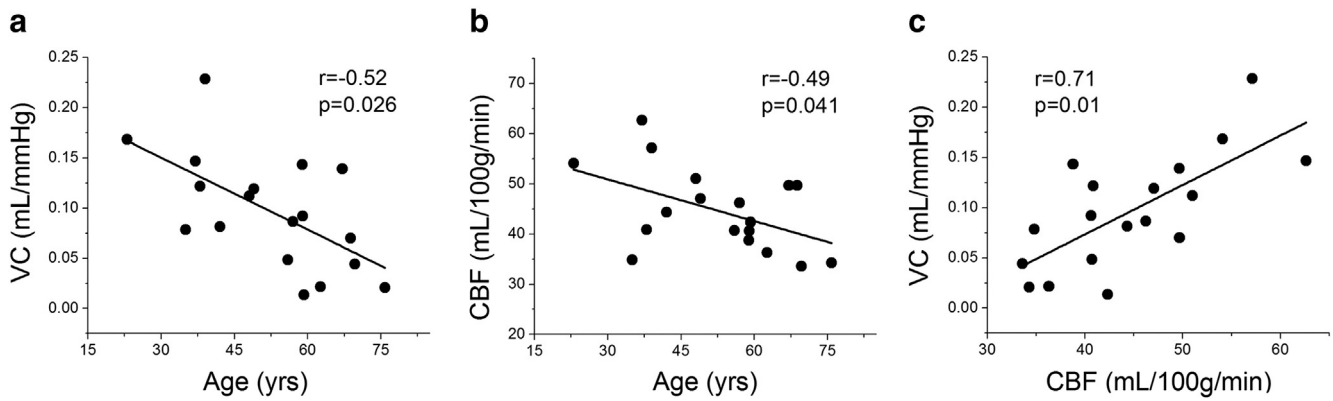 a
VC (mL/mmHg)
0.25
0.20
0.15
0.10
0.05
0.00
r=-0.52
p=0.026
15 30 45 60 75
Age (yrs)
b
CBF (mL/100g/min)
70
60
50
40
30
20
r=-0.49
p=0.041
15 30 45 60 75
Age (yrs)
c
VC (mL/mmHg)
0.25
0.20
0.15
0.10
0.05
0.00
r=0.71
p=0.01
30 40 50 60
CBF (mL/100g/min)